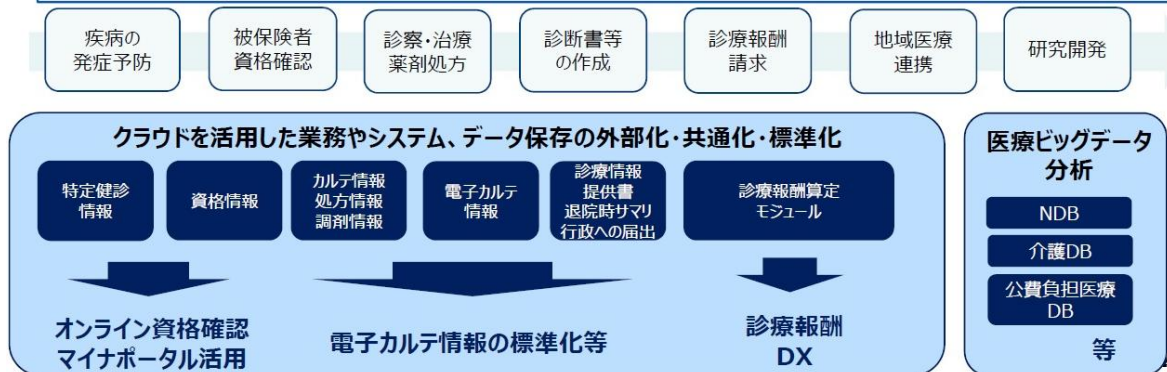 疾病の
発症予防
被保険者
資格確認
診察・治療
薬剤処方
診断書等
の作成
診療報酬
請求
地域医療
連携
研究開発
クラウドを活用した業務やシステム、データ保存の外部化・共通化・標準化
特定健診
情報
資格情報
カルテ情報
処方情報
調剤情報
電子カルテ
情報
診療情報
提供書
退院時サマリ
行政への届出
診療報酬算定
モジュール
オンライン資格確認
マイナポータル活用
電子カルテ情報の標準化等
診療報酬
DX
医療ビッグデータ
分析
NDB
介護DB
公費負担医療
DB
等